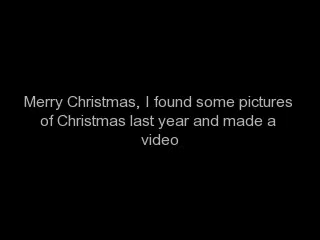 Merry Christmas, I found some pictures
of Christmas last year and made a
video